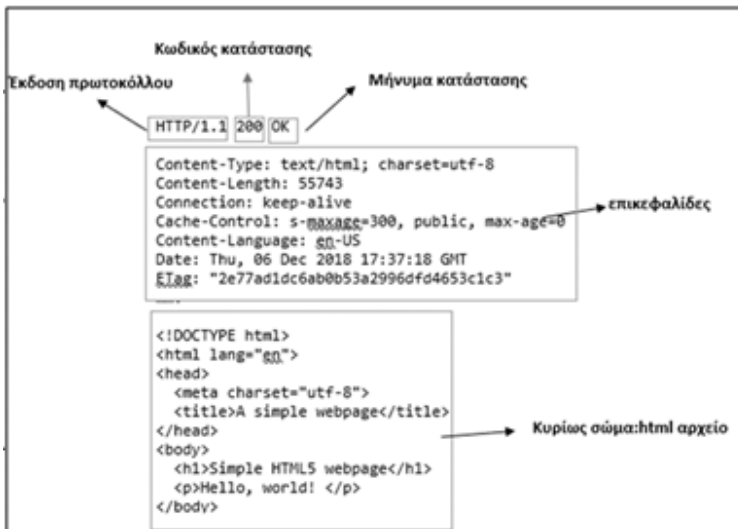 Κωδικός κατάστασης
Έκδοση πρωτοκόλλου
Μήνυμα κατάστασης
HTTP/1.1 200 OK
Content-Type: text/html; charset=utf-8
Content-Length: 55743
Connection: keep-alive
Cache-Control: s-maxage=300, public, max-age=0
επικεφαλίδες
Content-Language: en-US
Date: Thu, 06 Dec 2018 17:37:18 GMT
ETag: "2e77ad1dc6ab0b53a2996dfd4653c1c3"
<!DOCTYPE html>
<html lang="en">
<head>
<meta charset="utf-8">
<title>A simple webpage</title>
</head>
Κυρίως σώμα:html αρχείο
<body>
<h1>Simple HTML5 webpage</h1>
<p>Hello, world! </p>
</body>